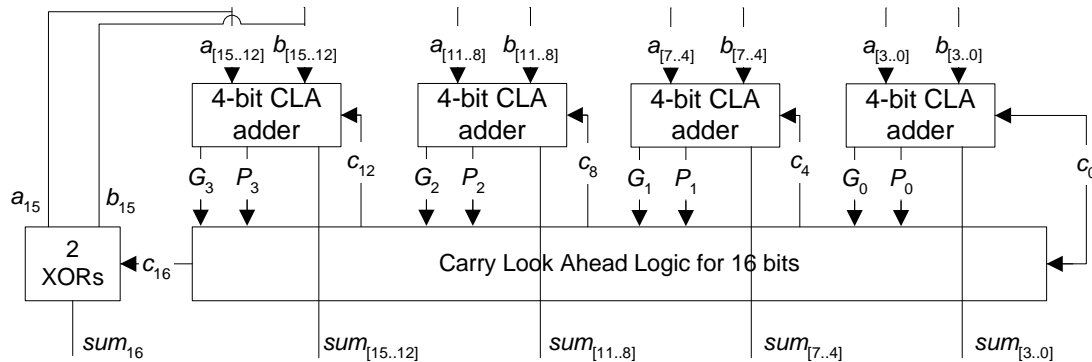 a[15..12] b[15..12] a[11..8] b[11..8] a[7..4] b[7..4] a[3..0] b[3..0]
4-bit CLA adder
4-bit CLA adder
4-bit CLA adder
4-bit CLA adder
a15 b15
G3 P3 c12 G2 P2 c8 G1 P1 c4 G0 P0 c0
2 XORs
c16
Carry Look Ahead Logic for 16 bits
sum16 sum[15..12] sum[11..8] sum[7..4] sum[3..0]